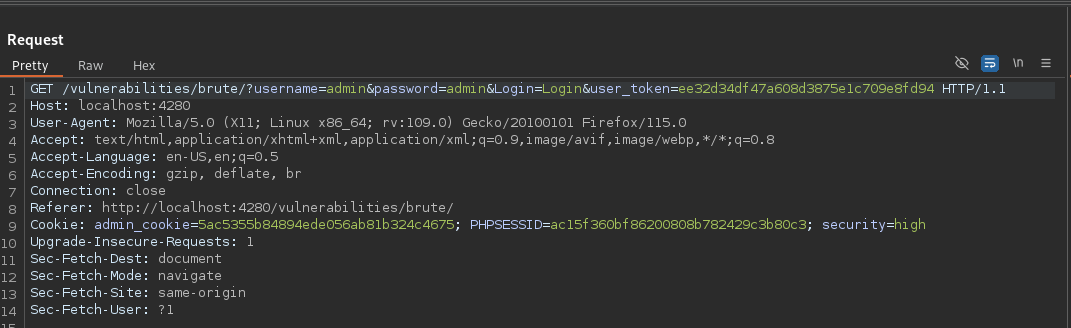 Request
Pretty Raw Hex
\n
1 GET /vulnerabilities/brute/?username=admin&password=admin&Login=Login&user_token=ee32d34df47a608d3875e1c709e8fd94 HTTP/1.1
2 Host: localhost:4280
3 User-Agent: Mozilla/5.0 (X11; Linux x86_64; rv:109.0) Gecko/20100101 Firefox/115.0
4 Accept: text/html,application/xhtml+xml,application/xml;q=0.9,image/avif,image/webp,*/*;q=0.8
5 Accept-Language: en-US,en;q=0.5
6 Accept-Encoding: gzip, deflate, br
7 Connection: close
8 Referer: http://localhost:4280/vulnerabilities/brute/
9 Cookie: admin_cookie=5ac5355b84894ede056ab81b324c4675; PHPSESSID=ac15f360bf86200808b782429c3b80c3; security=high
10 Upgrade-Insecure-Requests: 1
11 Sec-Fetch-Dest: document
12 Sec-Fetch-Mode: navigate
13 Sec-Fetch-Site: same-origin
14 Sec-Fetch-User: ?1
15